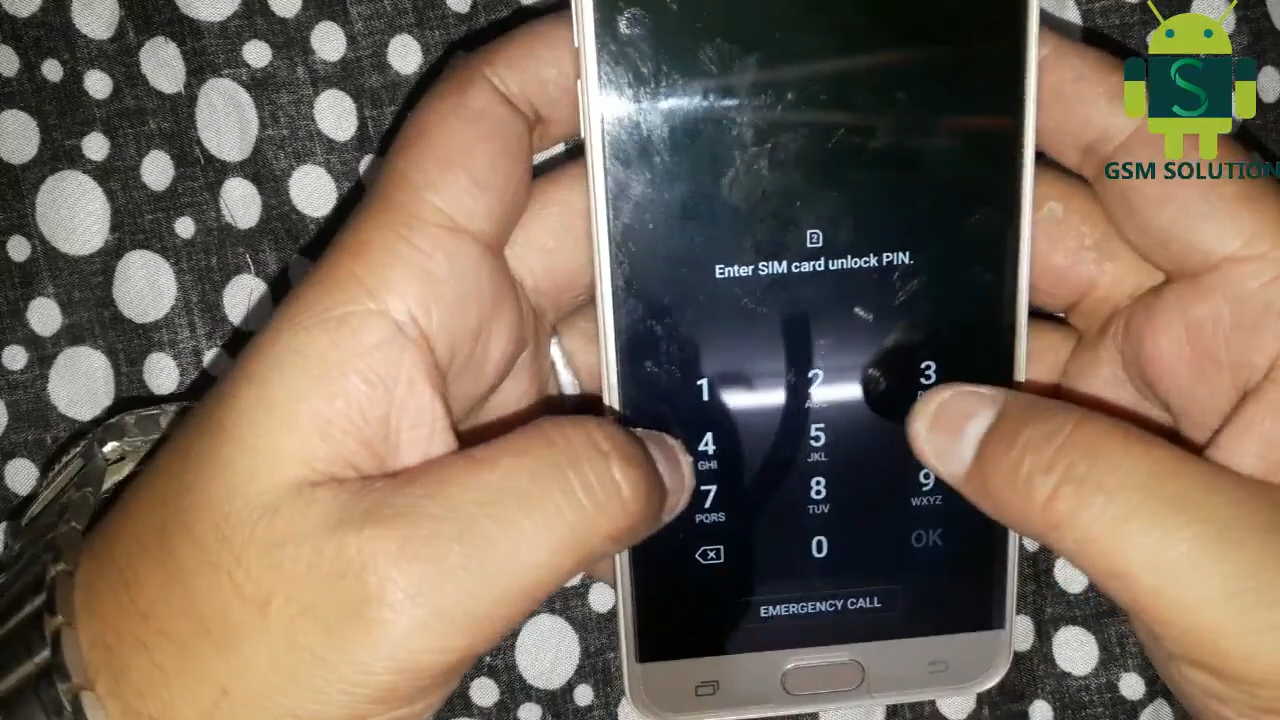 S
GSM SOLUTION
2
Enter SIM card unlock PIN.
1 2 3
ABC
4 5
GHI JKL
7 8 9
PQRS TUV WXYZ
0 OK
EMERGENCY CALL